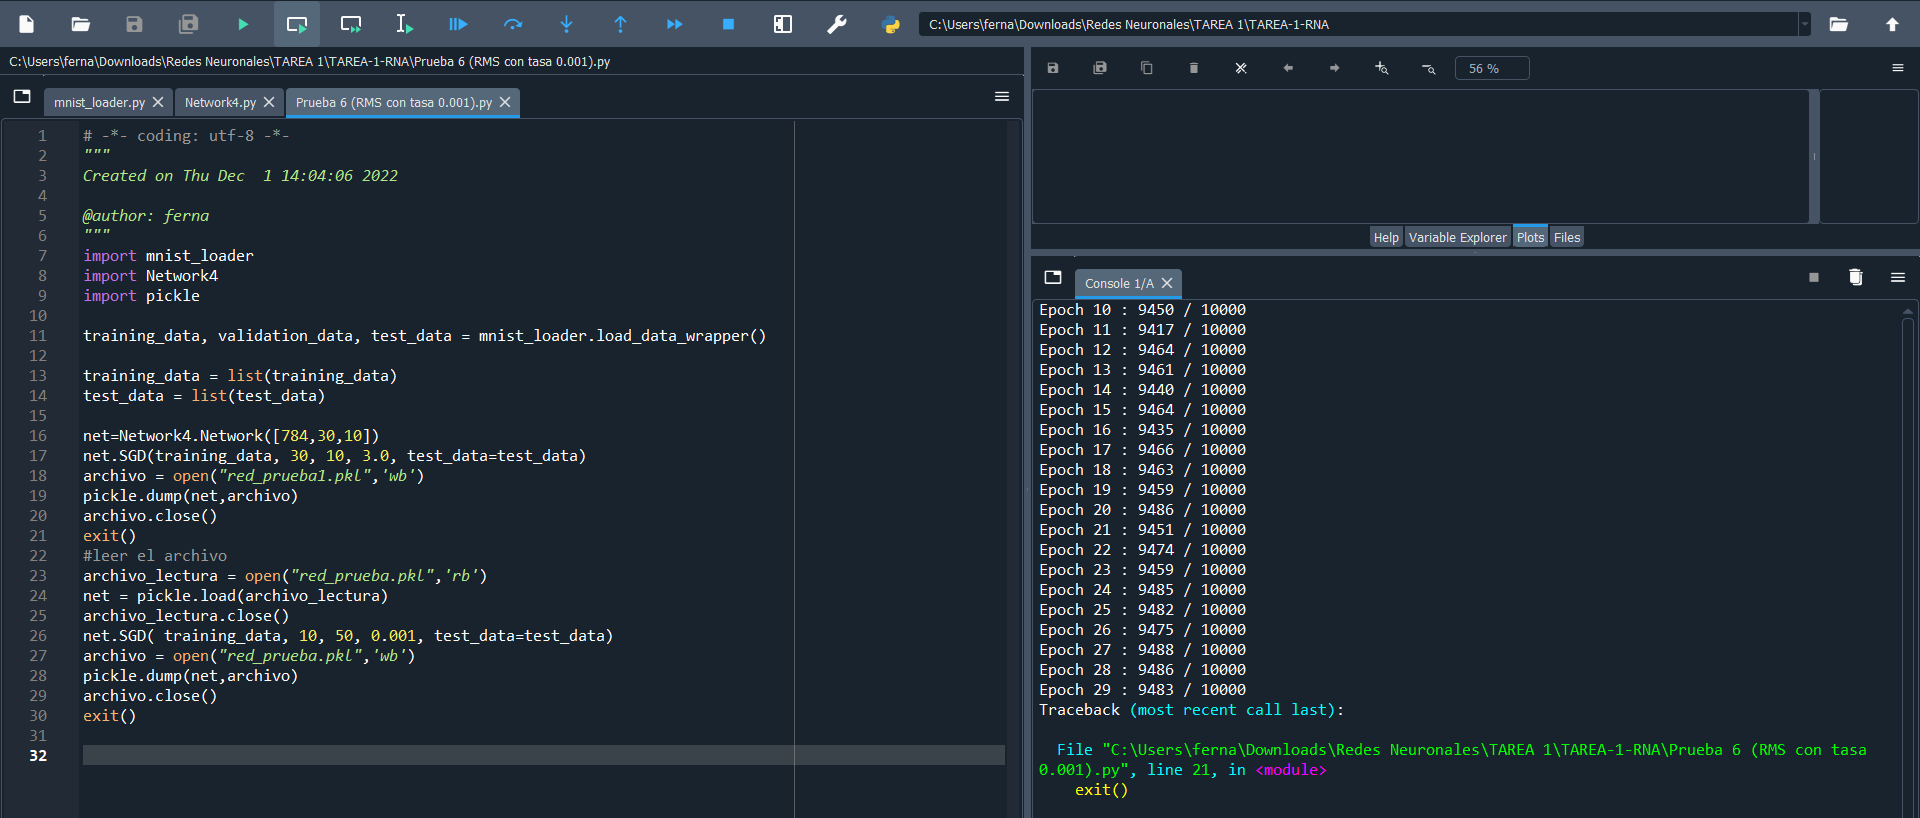 C:\Users\ferna\Downloads\Redes Neuronales\TAREA 1\TAREA-1-RNA
C:\Users\ferna\Downloads\Redes Neuronales\TAREA 1\TAREA-1-RNA\Prueba 6 (RMS con tasa 0.001).py
mnist_loader.py
Network4.py
Prueba 6 (RMS con tasa 0.001).py
1 # -*- coding: utf-8 -*-
2 """
3 Created on Thu Dec  1 14:04:06 2022
4
5 @author: ferna
6 """
7 import mnist_loader
8 import Network4
9 import pickle
10
11 training_data, validation_data, test_data = mnist_loader.load_data_wrapper()
12
13 training_data = list(training_data)
14 test_data = list(test_data)
15
16 net=Network4.Network([784,30,10])
17 net.SGD(training_data, 30, 10, 3.0, test_data=test_data)
18 archivo = open("red_prueba1.pkl",'wb')
19 pickle.dump(net,archivo)
20 archivo.close()
21 exit()
22 #leer el archivo
23 archivo_lectura = open("red_prueba.pkl",'rb')
24 net = pickle.load(archivo_lectura)
25 archivo_lectura.close()
26 net.SGD( training_data, 10, 50, 0.001, test_data=test_data)
27 archivo = open("red_prueba.pkl",'wb')
28 pickle.dump(net,archivo)
29 archivo.close()
30 exit()
31
32
56 %
Help
Variable Explorer
Plots
Files
Console 1/A
Epoch 10 : 9450 / 10000
Epoch 11 : 9417 / 10000
Epoch 12 : 9464 / 10000
Epoch 13 : 9461 / 10000
Epoch 14 : 9440 / 10000
Epoch 15 : 9464 / 10000
Epoch 16 : 9435 / 10000
Epoch 17 : 9466 / 10000
Epoch 18 : 9463 / 10000
Epoch 19 : 9459 / 10000
Epoch 20 : 9486 / 10000
Epoch 21 : 9451 / 10000
Epoch 22 : 9474 / 10000
Epoch 23 : 9459 / 10000
Epoch 24 : 9485 / 10000
Epoch 25 : 9482 / 10000
Epoch 26 : 9475 / 10000
Epoch 27 : 9488 / 10000
Epoch 28 : 9486 / 10000
Epoch 29 : 9483 / 10000
Traceback (most recent call last):
File "C:\Users\ferna\Downloads\Redes Neuronales\TAREA 1\TAREA-1-RNA\Prueba 6 (RMS con tasa
0.001).py", line 21, in <module>
exit()